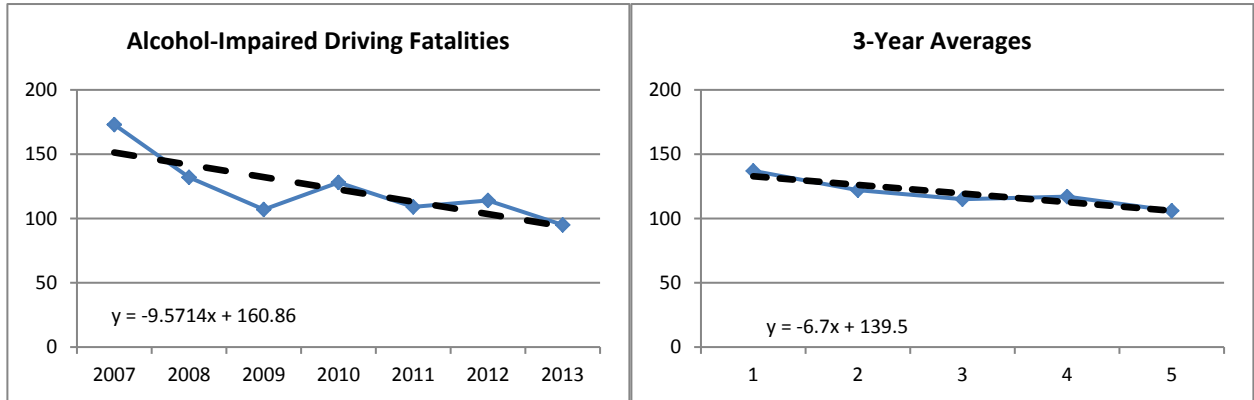 Alcohol-Impaired Driving Fatalities
200
150
100
50
0
y = -9.5714x + 160.86
2007 2008 2009 2010 2011 2012 2013
3-Year Averages
200
150
100
50
0
y = -6.7x + 139.5
1 2 3 4 5